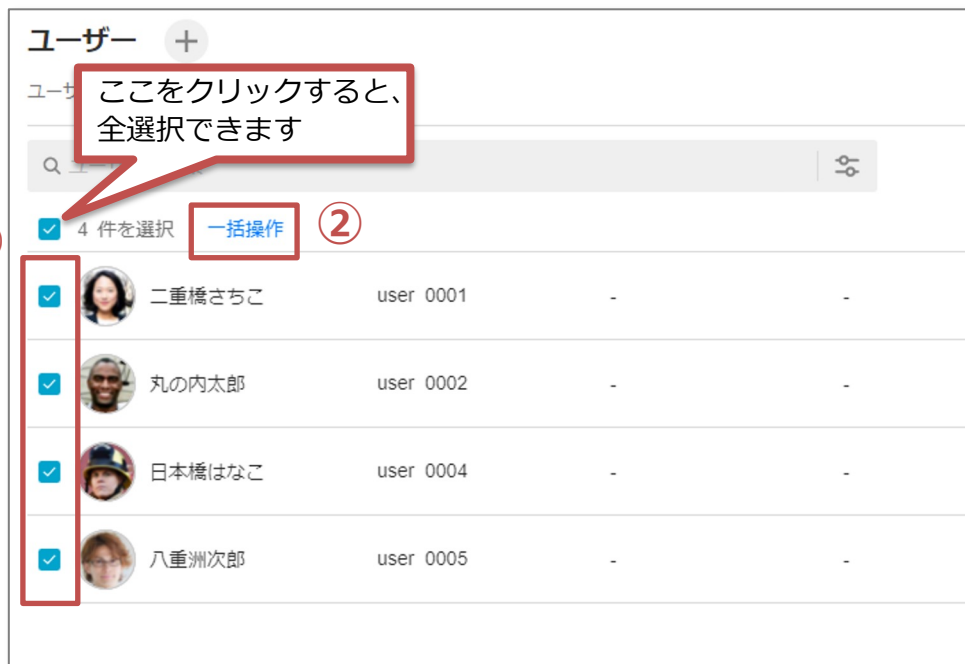 ユーザー +
ユーザ
ここをクリックすると、
全選択できます
4 件を選択 一括操作 ②
二重橋さちこ user 0001 - -
丸の内太郎 user 0002 - -
日本橋はなこ user 0004 - -
八重洲次郎 user 0005 - -